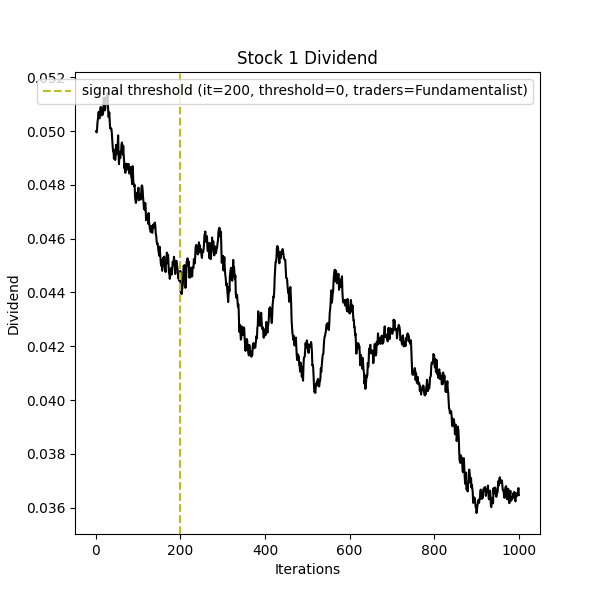 Stock 1 Dividend
signal threshold (it=200, threshold=0, traders=Fundamentalist)
0.052
0.050
0.048
0.046
0.044
0.042
0.040
0.038
0.036
Dividend
0 200 400 600 800 1000
Iterations